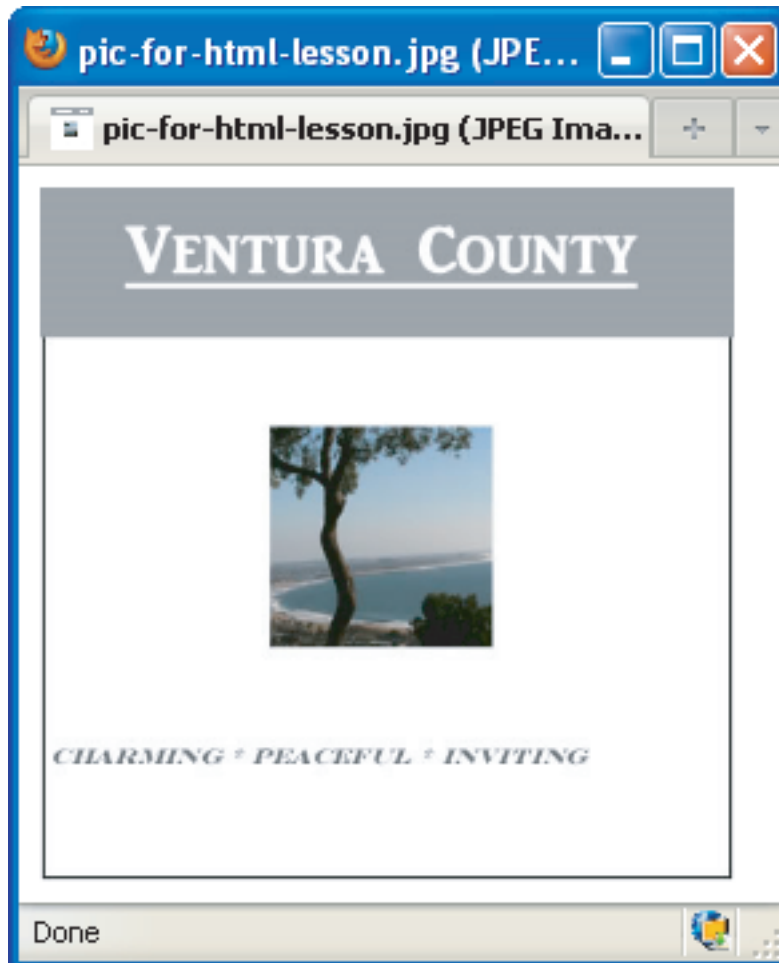 pic-for-html-lesson.jpg (JPE...
pic-for-html-lesson.jpg (JPEG Ima...
VENTURA COUNTY
CHARMING * PEACEFUL * INVITING
Done